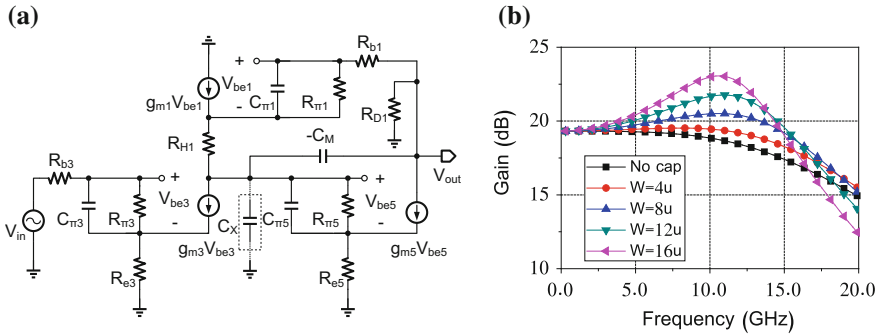 (a)
(b)
+
R_b1
V_be1
C_π1
g_m1V_be1
-
R_π1
R_D1
R_H1
-C_M
R_b3
V_out
+
V_be3
+
V_be5
C_π3
R_π3
C_X
C_π5
R_π5
V_in
-
g_m3V_be3
-
g_m5V_be5
R_e3
R_e5
25
20
15
10
Gain (dB)
No cap
W=4u
W=8u
W=12u
W=16u
0.0 5.0 10.0 15.0 20.0
Frequency (GHz)